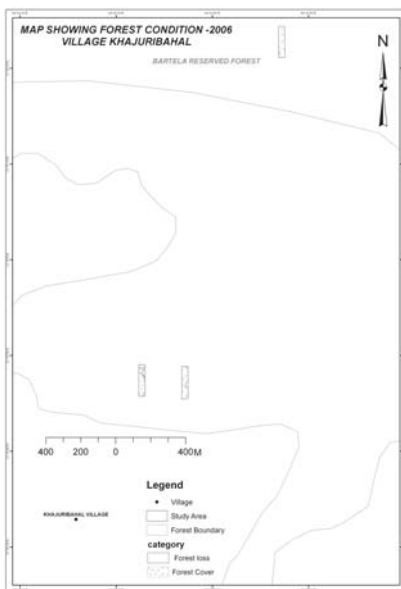 MAP SHOWING FOREST CONDITION -2006
VILLAGE KHAJURIBAHAL
BARTELA RESERVED FOREST
N
400 200 0 400M
KHAJURIBAHAL VILLAGE
Legend
Village
Study Area
Forest Boundary
category
Forest loss
Forest Cover